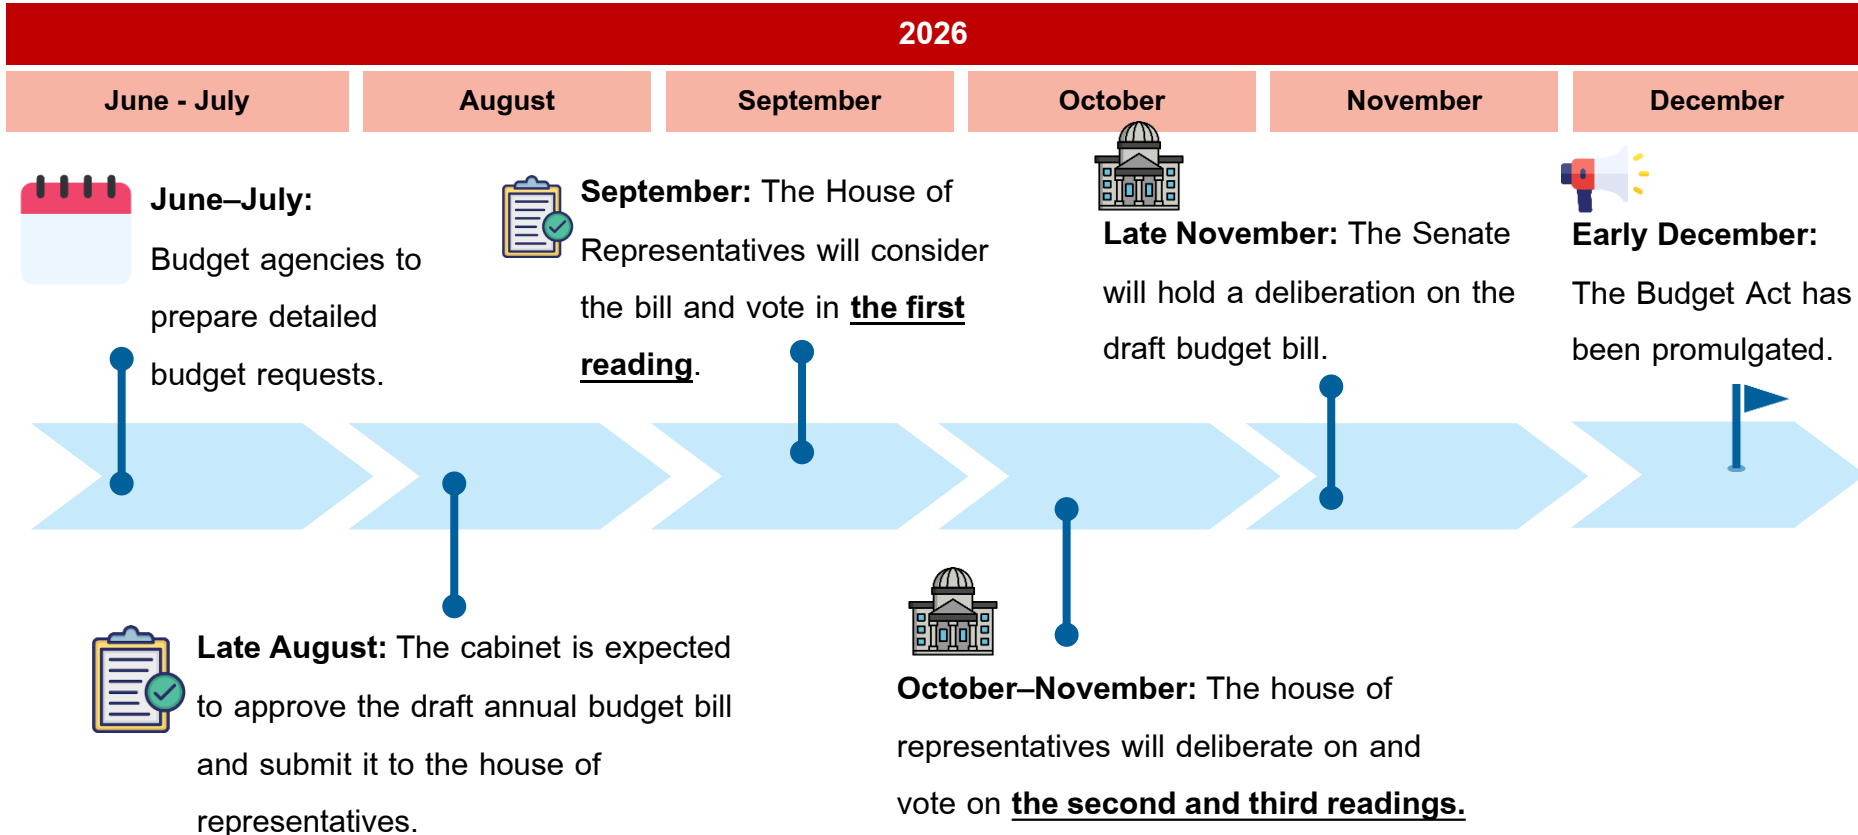 2026
June - July
August
September
October
November
December
June–July:
Budget agencies to
prepare detailed
budget requests.
September: The House of
Representatives will consider
the bill and vote in the first
reading.
Late November: The Senate
will hold a deliberation on the
draft budget bill.
Early December:
The Budget Act has
been promulgated.
Late August: The cabinet is expected
to approve the draft annual budget bill
and submit it to the house of
representatives.
October–November: The house of
representatives will deliberate on and
vote on the second and third readings.